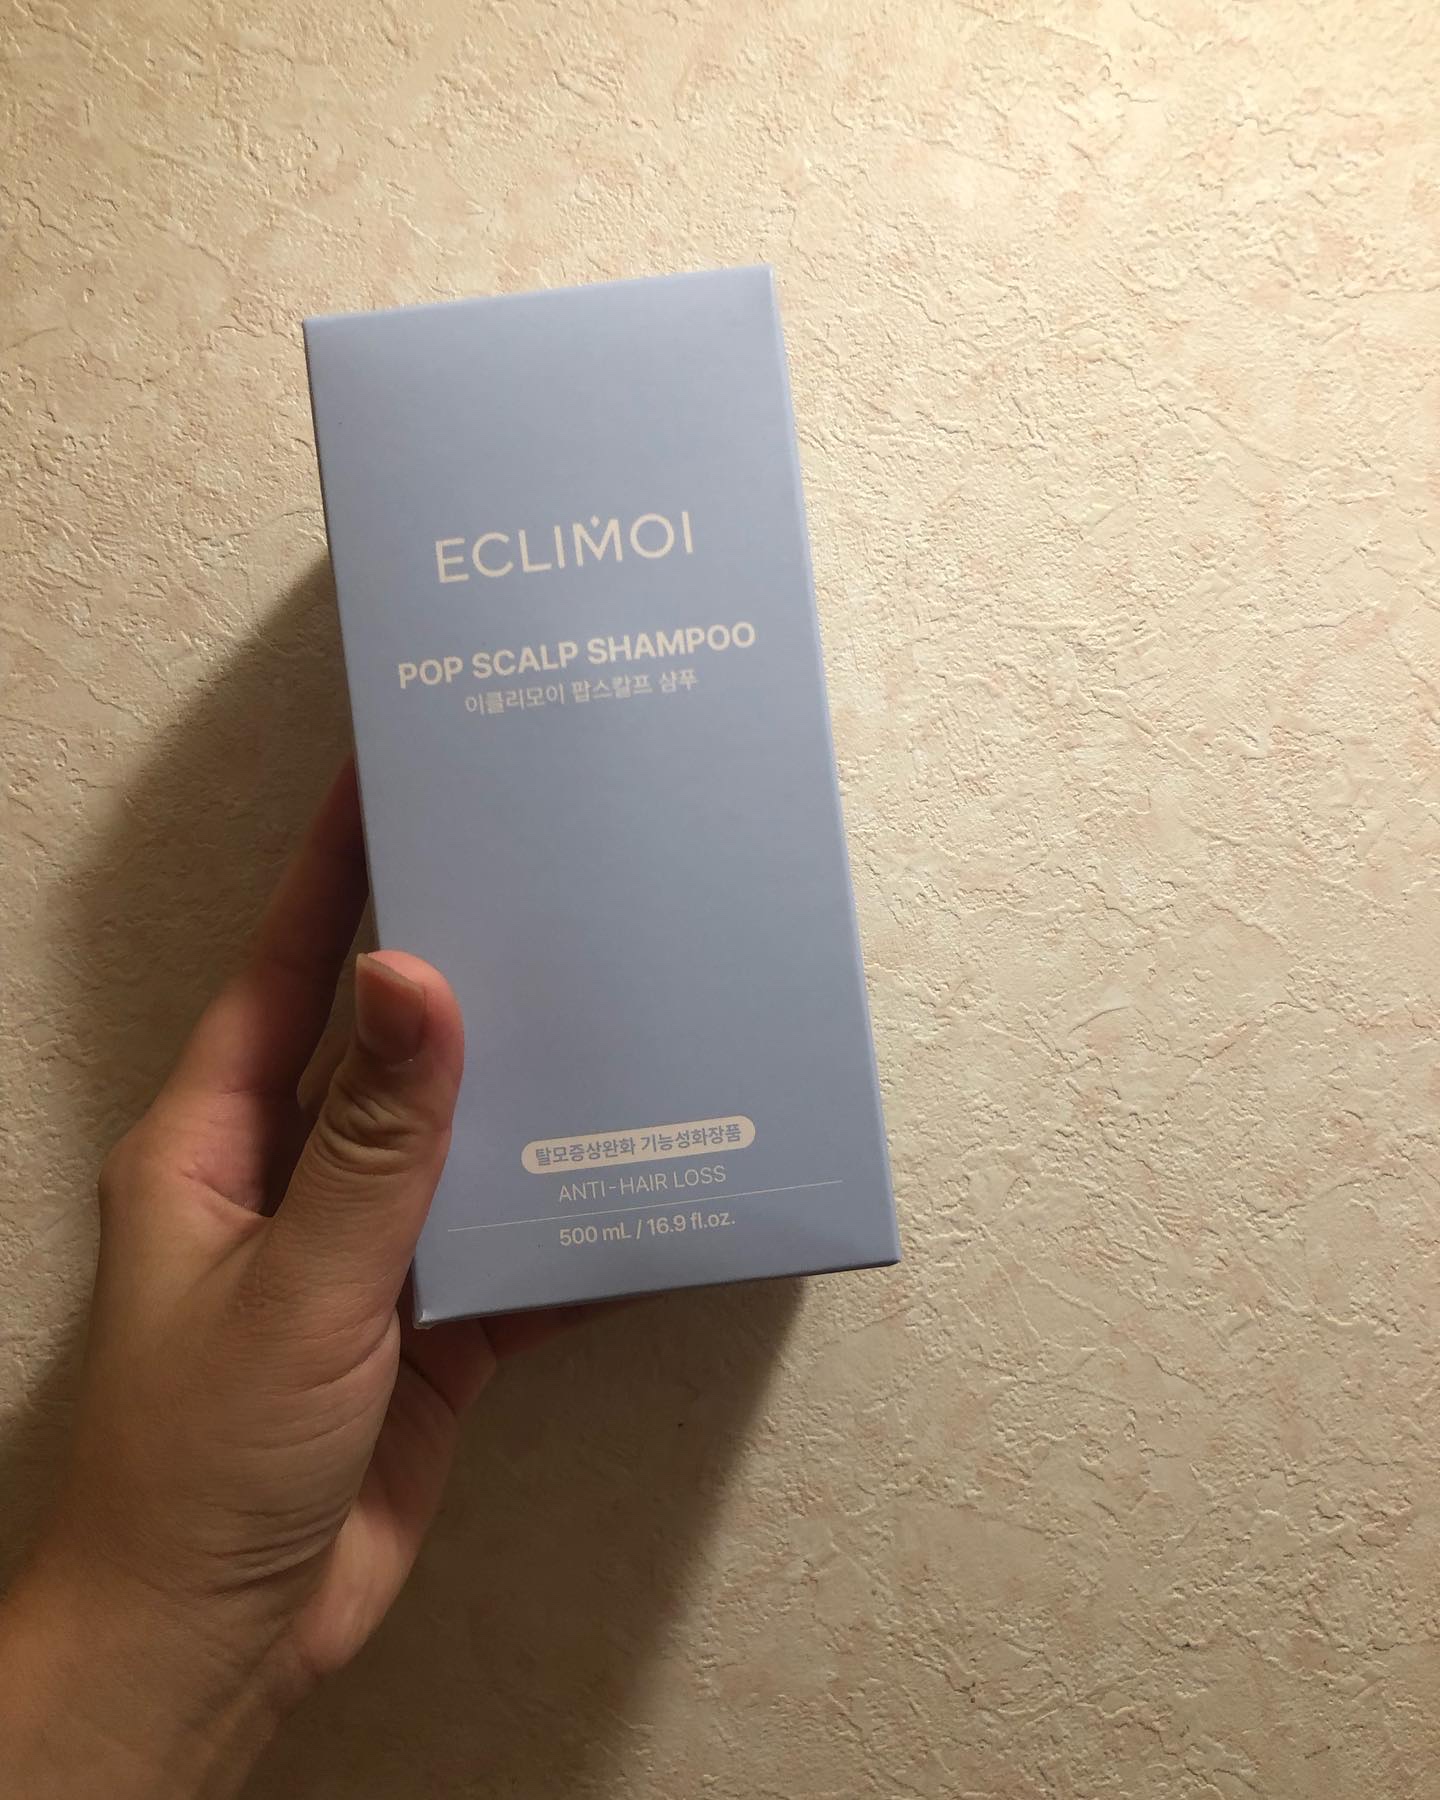 ECLIMOI
POP SCALP SHAMPOO
이클리모이 팝스칼프 샴푸
탈모증상완화 기능성화장품
ANTI-HAIR LOSS
500 mL / 16.9 fl.oz.